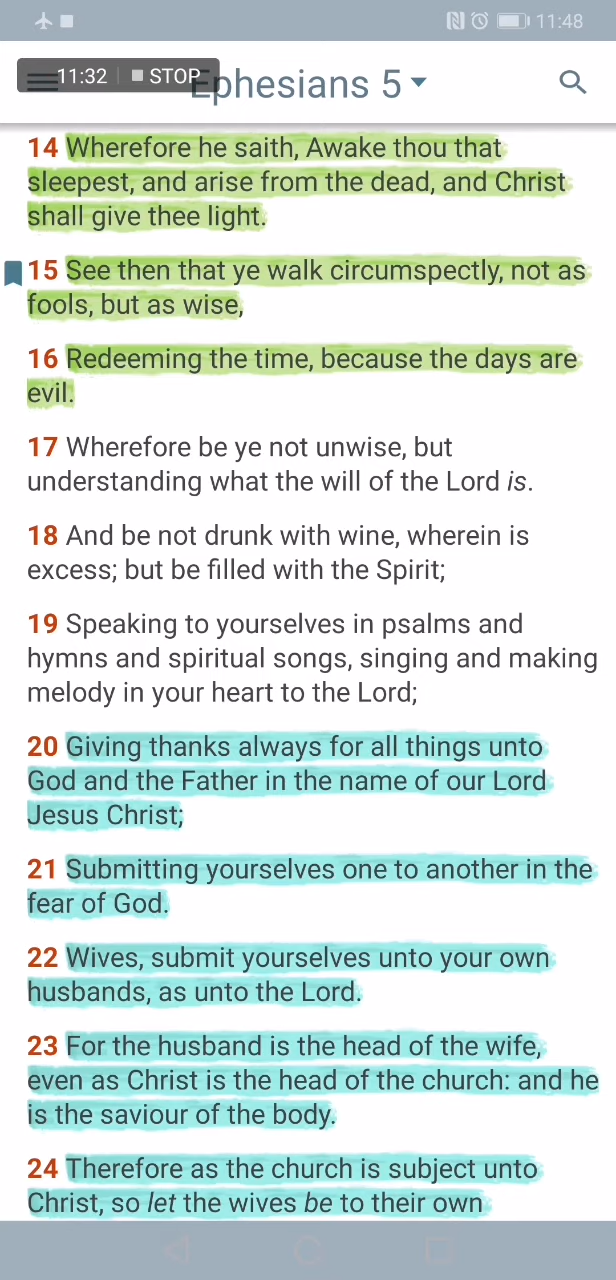 11:48
11:32 STOP
Ephesians 5
14 Wherefore he saith, Awake thou that
sleepest, and arise from the dead, and Christ
shall give thee light.
15 See then that ye walk circumspectly, not as
fools, but as wise,
16 Redeeming the time, because the days are
evil.
17 Wherefore be ye not unwise, but
understanding what the will of the Lord is.
18 And be not drunk with wine, wherein is
excess; but be filled with the Spirit;
19 Speaking to yourselves in psalms and
hymns and spiritual songs, singing and making
melody in your heart to the Lord;
20 Giving thanks always for all things unto
God and the Father in the name of our Lord
Jesus Christ;
21 Submitting yourselves one to another in the
fear of God.
22 Wives, submit yourselves unto your own
husbands, as unto the Lord.
23 For the husband is the head of the wife,
even as Christ is the head of the church: and he
is the saviour of the body.
24 Therefore as the church is subject unto
Christ, so let the wives be to their own